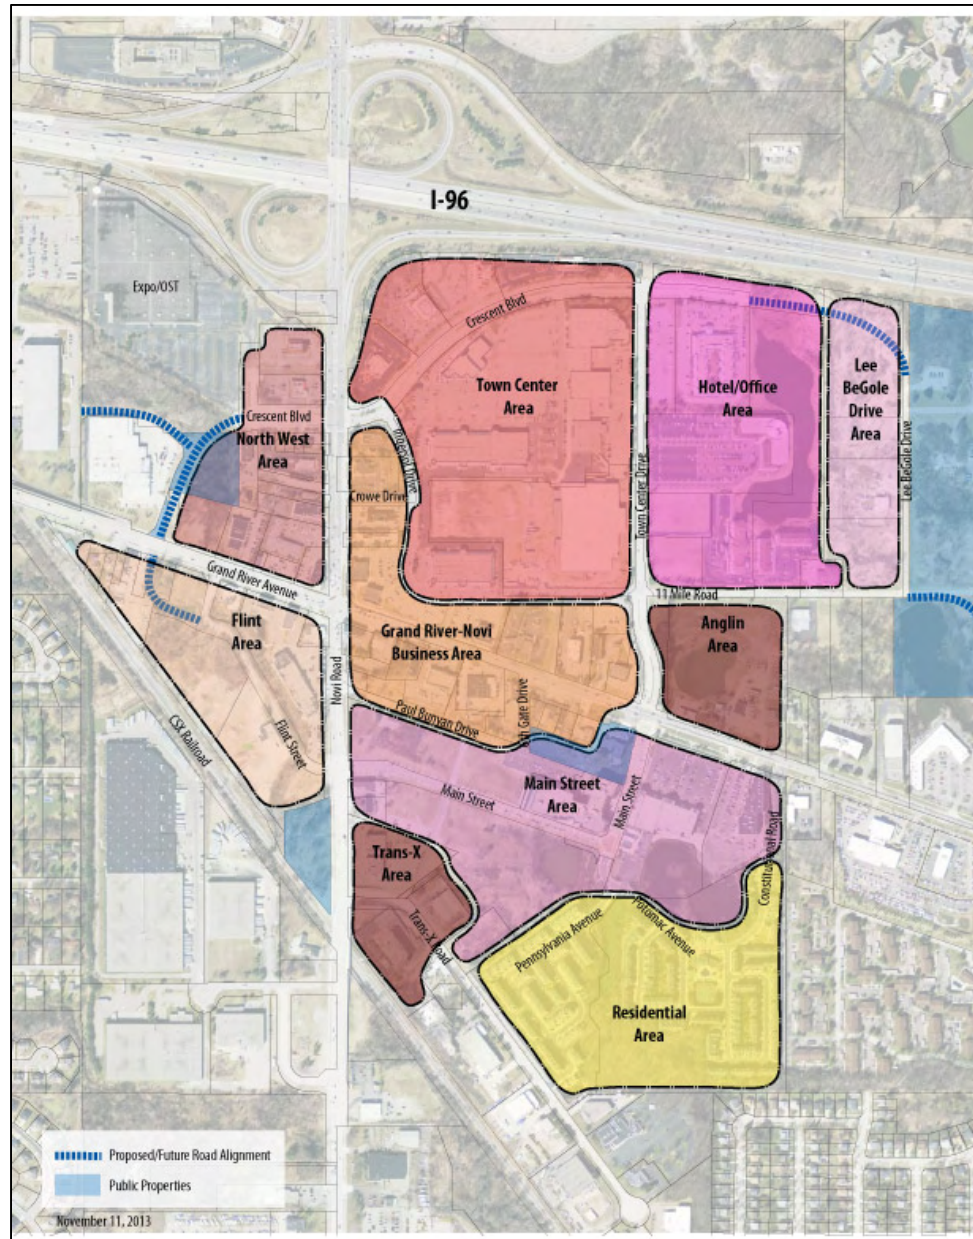 I-96
Expo/OST
Crescent Blvd
Town Center
Area
Hotel/Office
Area
Lee
BeGole
Drive
Area
Lee BeGole Drive
Crescent Blvd
North West
Area
Ingersol Drive
Crowe Drive
Town Center Drive
Grand River Avenue
11 Mile Road
Flint
Area
Grand River-Novi
Business Area
Anglin
Area
Novi Road
Paul Bunyan Drive
Gate Drive
CSX Railroad
Flint Street
Main Street
Area
Main Street
Main Street
Constitutional Road
Trans-X
Area
Trans-X Road
Pennsylvania Avenue
Potomac Avenue
Residential
Area
Proposed/Future Road Alignment
Public Properties
November 11, 2013